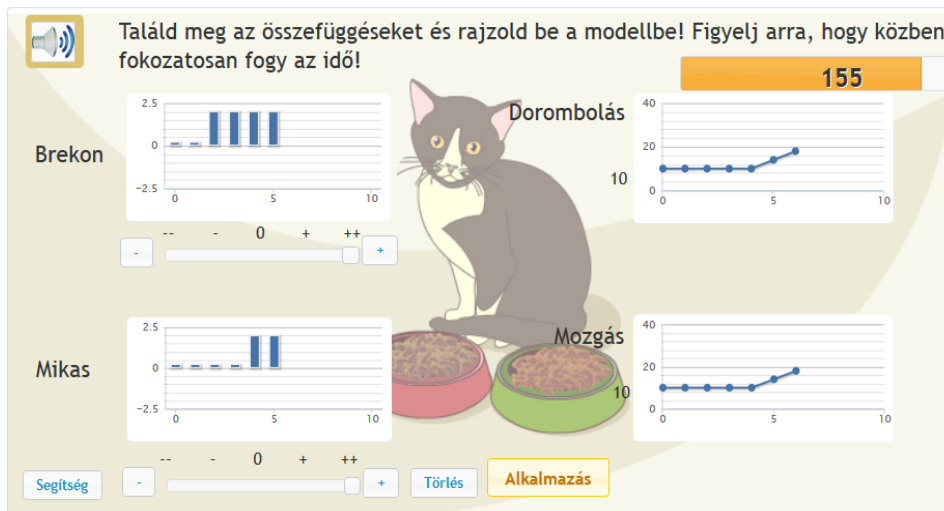 Találd meg az összefüggéseket és rajzold be a modellbe! Figyelj arra, hogy közben
fokozatosan fogy az idő!
155
Brekon
2.5
0
-2.5
0 5 10
-- - 0 + ++
- +
Dorombolás
10
40
20
0
0 5 10
Mikas
2.5
0
-2.5
0 5 10
-- - 0 + ++
- +
Mozgás
10
40
20
0
0 5 10
Segítség
Törlés
Alkalmazás